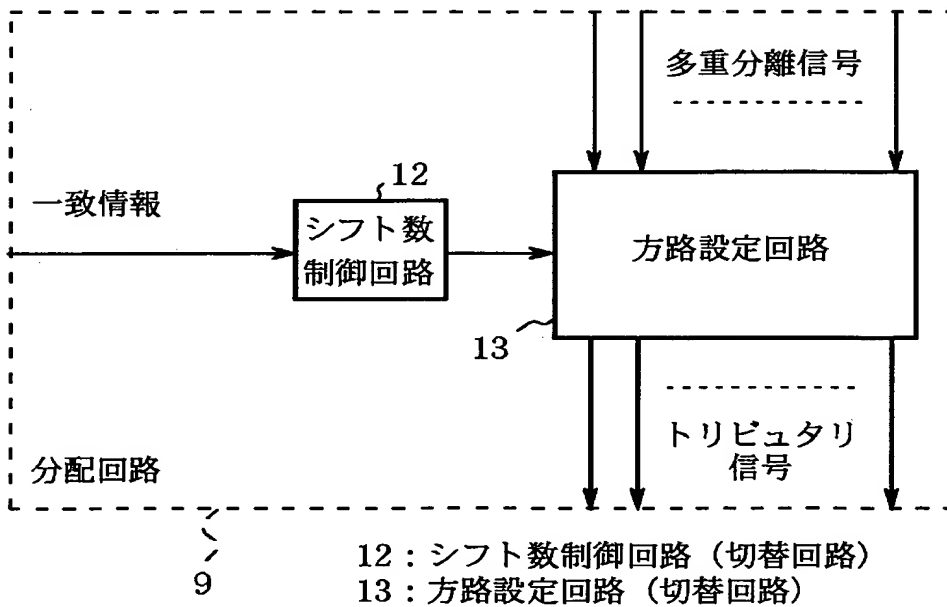 多重分離信号
一致情報
12
シフト数
制御回路
方路設定回路
13
トリビュタリ
信号
分配回路
9
12:シフト数制御回路(切替回路)
13:方路設定回路(切替回路)